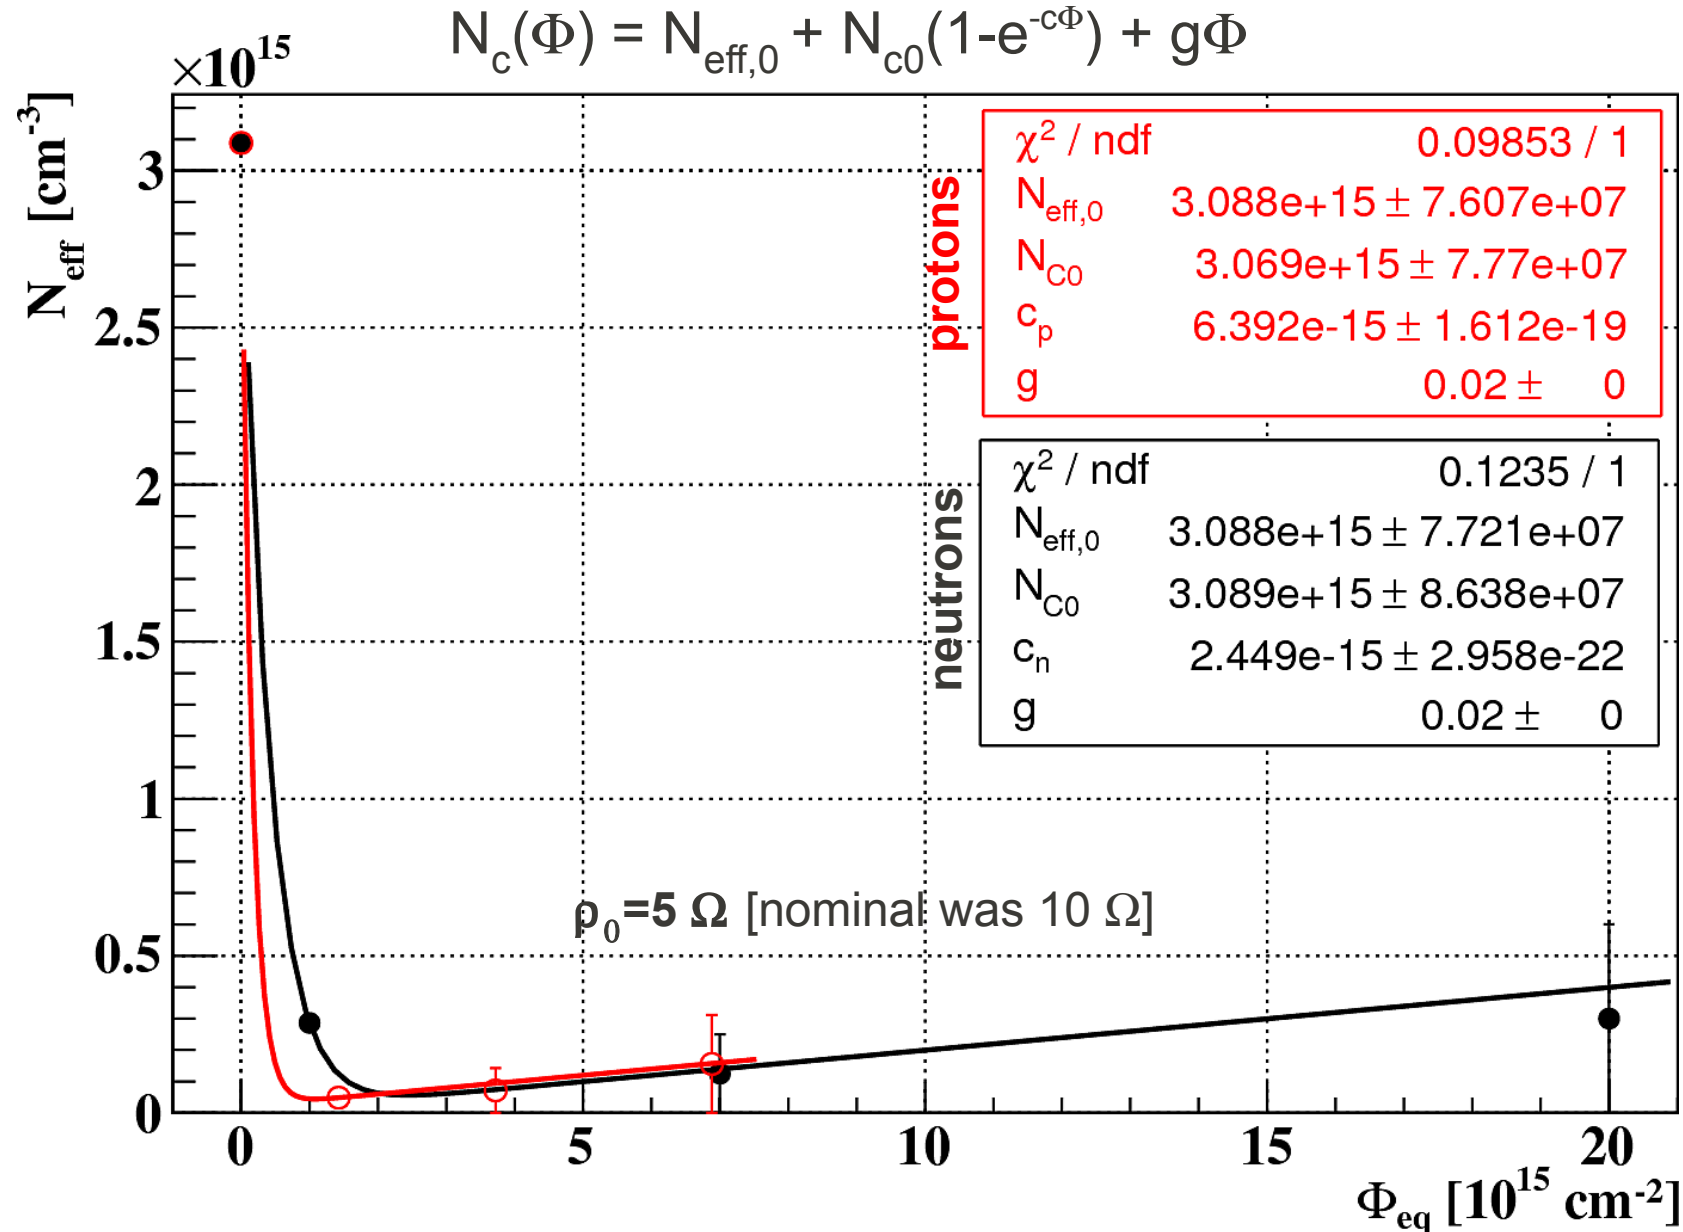 N_c(Φ) = N_eff,0 + N_c0(1-e^-cΦ) + gΦ
×10^15
N_eff [cm^-3]
3
2.5
2
1.5
1
0.5
0
protons
χ^2 / ndf 0.09853 / 1
N_eff,0 3.088e+15 ± 7.607e+07
N_C0 3.069e+15 ± 7.77e+07
c_p 6.392e-15 ± 1.612e-19
g 0.02 ± 0
neutrons
χ^2 / ndf 0.1235 / 1
N_eff,0 3.088e+15 ± 7.721e+07
N_C0 3.089e+15 ± 8.638e+07
c_n 2.449e-15 ± 2.958e-22
g 0.02 ± 0
ρ_0=5 Ω [nominal was 10 Ω]
0 5 10 15 20
Φ_eq [10^15 cm^-2]